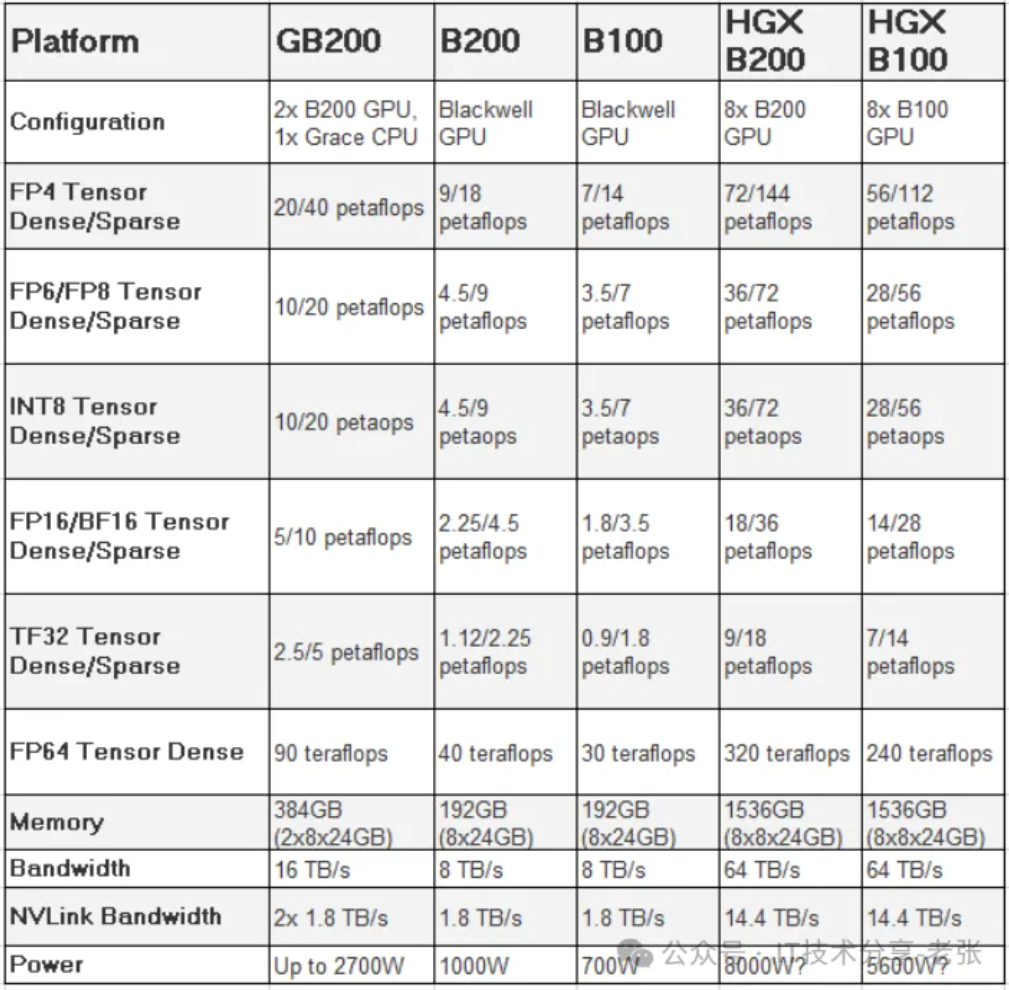 Platform
GB200
B200
B100
HGX
B200
HGX
B100
Configuration
2x B200 GPU,
1x Grace CPU
Blackwell
GPU
Blackwell
GPU
8x B200
GPU
8x B100
GPU
FP4 Tensor
Dense/Sparse
20/40 petaflops
9/18
petaflops
7/14
petaflops
72/144
petaflops
56/112
petaflops
FP6/FP8 Tensor
Dense/Sparse
10/20 petaflops
4.5/9
petaflops
3.5/7
petaflops
36/72
petaflops
28/56
petaflops
INT8 Tensor
Dense/Sparse
10/20 petaops
4.5/9
petaops
3.5/7
petaops
36/72
petaops
28/56
petaops
FP16/BF16 Tensor
Dense/Sparse
5/10 petaflops
2.25/4.5
petaflops
1.8/3.5
petaflops
18/36
petaflops
14/28
petaflops
TF32 Tensor
Dense/Sparse
2.5/5 petaflops
1.12/2.25
petaflops
0.9/1.8
petaflops
9/18
petaflops
7/14
petaflops
FP64 Tensor Dense
90 teraflops
40 teraflops
30 teraflops
320 teraflops
240 teraflops
Memory
384GB
(2x8x24GB)
192GB
(8x24GB)
192GB
(8x24GB)
1536GB
(8x8x24GB)
1536GB
(8x8x24GB)
Bandwidth
16 TB/s
8 TB/s
8 TB/s
64 TB/s
64 TB/s
NVLink Bandwidth
2x 1.8 TB/s
1.8 TB/s
1.8 TB/s
14.4 TB/s
14.4 TB/s
Power
Up to 2700W
1000W
700W
8000W?
5600W?
公众号 · IT技术分享-老张